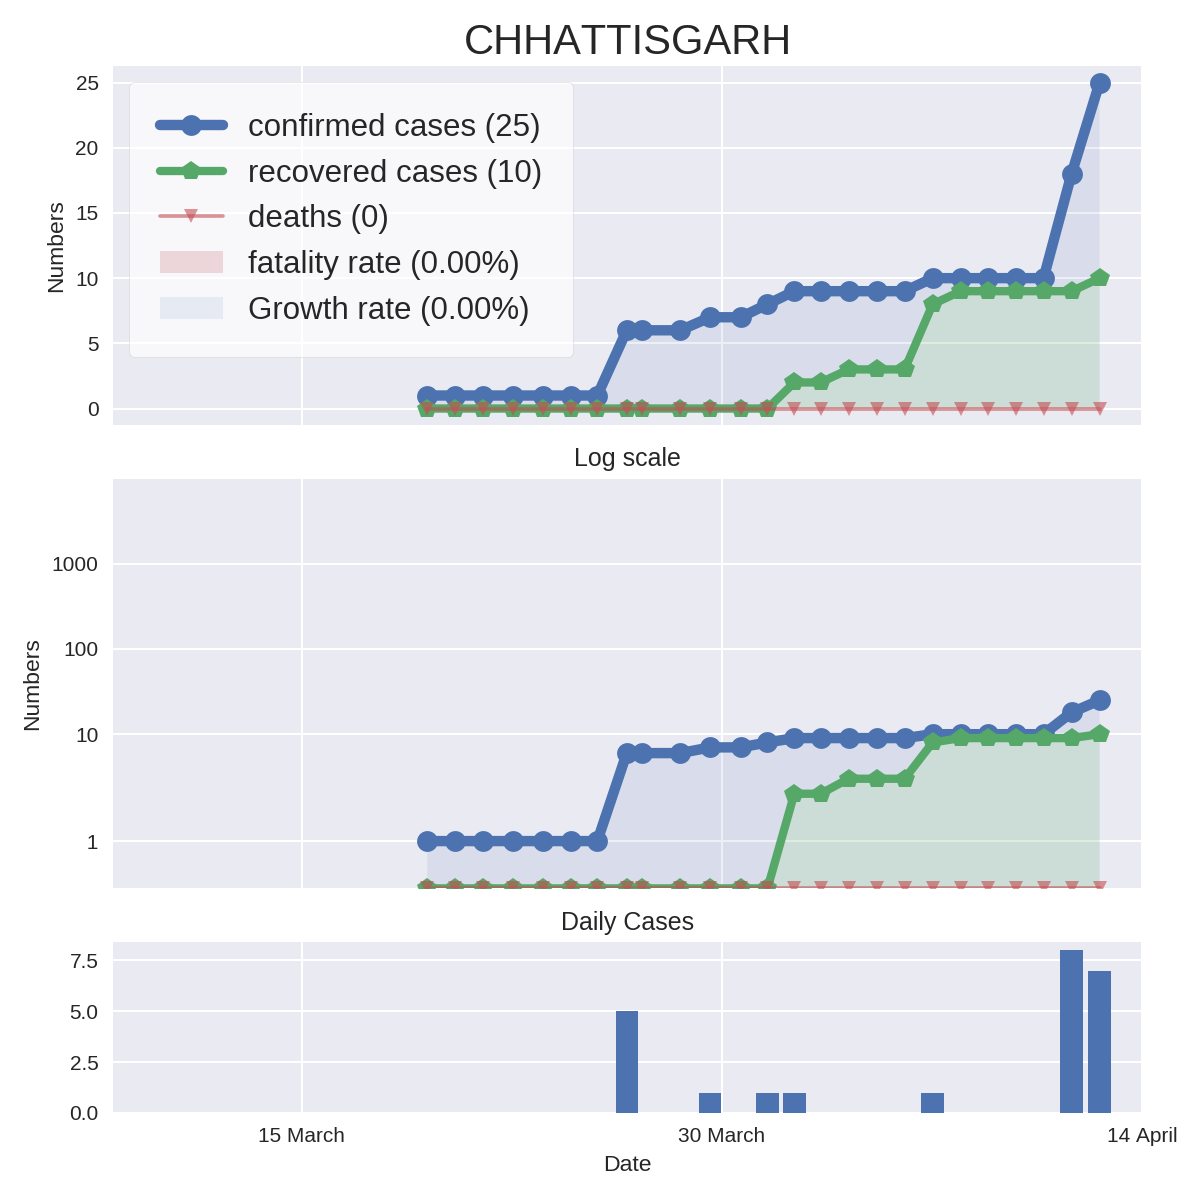 CHHATTISGARH
25
20
15
10
5
0
Numbers
confirmed cases (25)
recovered cases (10)
deaths (0)
fatality rate (0.00%)
Growth rate (0.00%)
Log scale
1000
100
10
1
Numbers
Daily Cases
7.5
5.0
2.5
0.0
15 March
30 March
14 April
Date